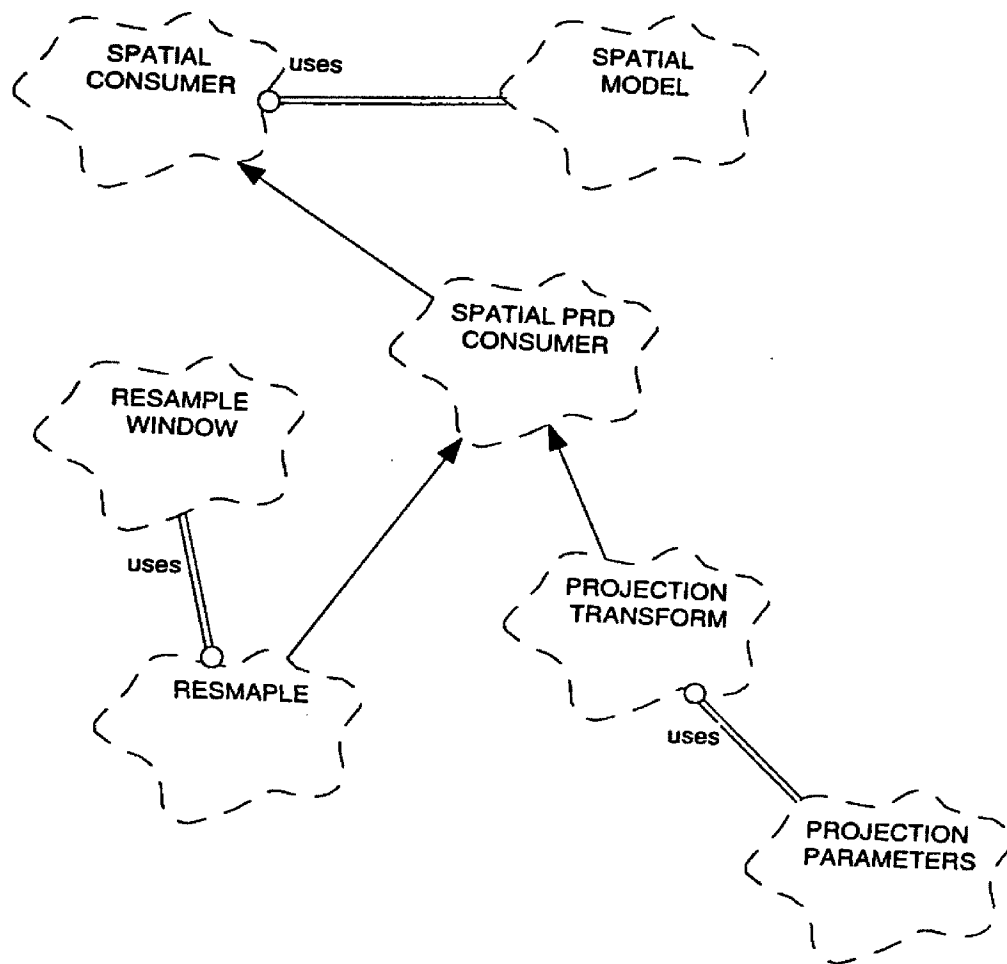 SPATIAL
CONSUMER
uses
SPATIAL
MODEL
SPATIAL PRD
CONSUMER
RESAMPLE
WINDOW
uses
PROJECTION
TRANSFORM
RESMAPLE
uses
PROJECTION
PARAMETERS